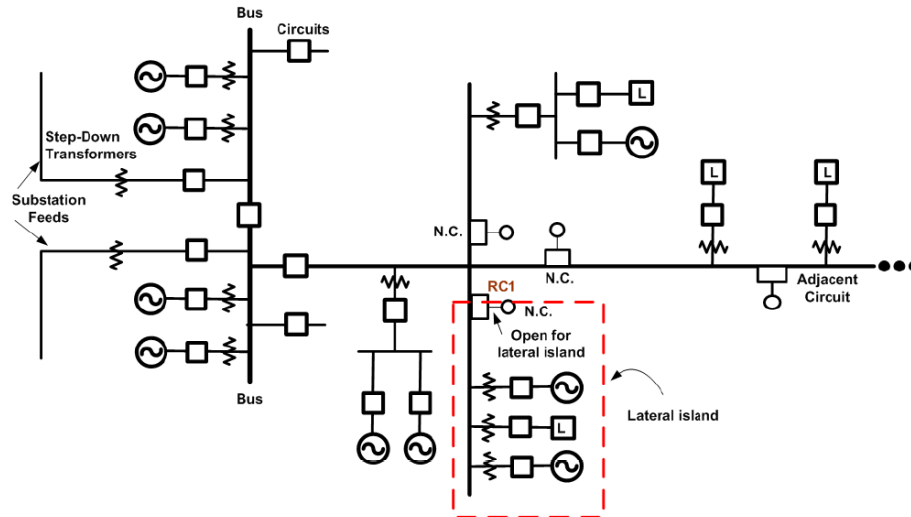 Bus
Circuits
Step-Down
Transformers
Substation
Feeds
L
L
L
N.C.
N.C.
Adjacent
Circuit
RC1
N.C.
Open for
lateral island
L
Lateral island
Bus